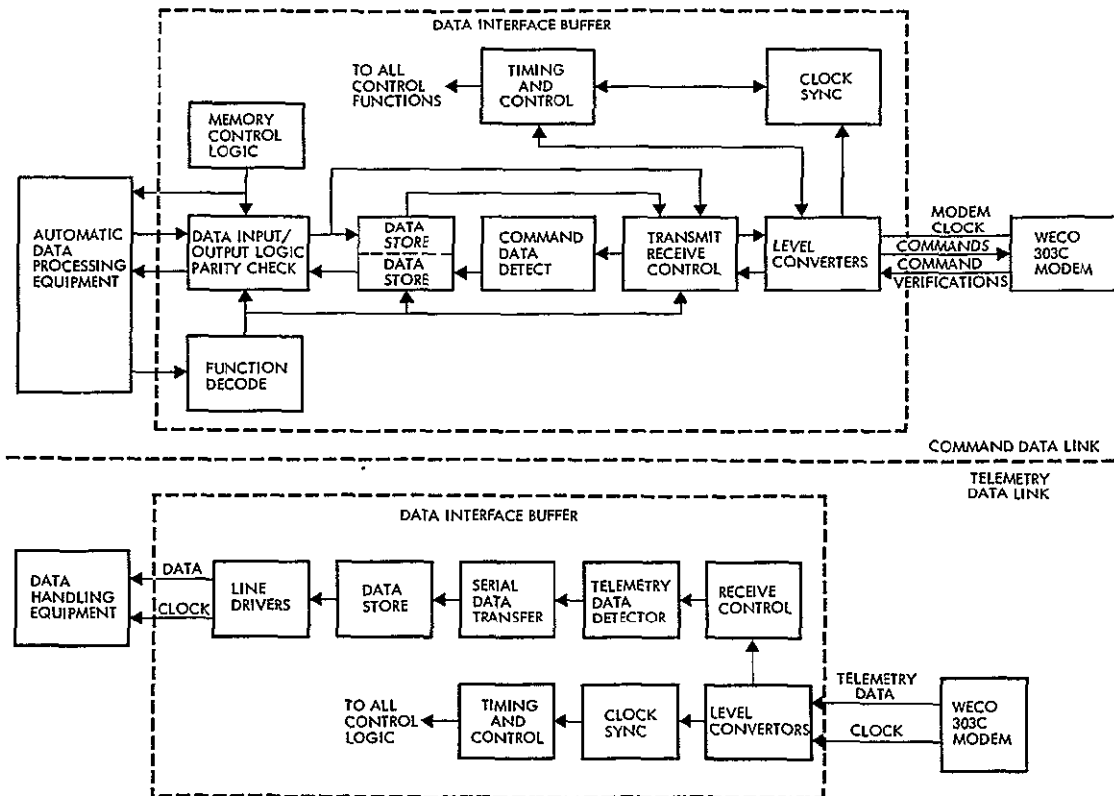 DATA INTERFACE BUFFER
TO ALL
CONTROL
FUNCTIONS
TIMING
AND
CONTROL
CLOCK
SYNC
MEMORY
CONTROL
LOGIC
AUTOMATIC
DATA
PROCESSING
EQUIPMENT
DATA INPUT/
OUTPUT LOGIC
PARITY CHECK
DATA
STORE
DATA
STORE
COMMAND
DATA
DETECT
TRANSMIT
RECEIVE
CONTROL
LEVEL
CONVERTERS
MODEM
CLOCK
COMMANDS
COMMAND
VERIFICATIONS
WECO
303C
MODEM
FUNCTION
DECODE
COMMAND DATA LINK
TELEMETRY
DATA LINK
DATA INTERFACE BUFFER
DATA
HANDLING
EQUIPMENT
DATA
CLOCK
LINE
DRIVERS
DATA
STORE
SERIAL
DATA
TRANSFER
TELEMETRY
DATA
DETECTOR
RECEIVE
CONTROL
TO ALL
CONTROL
LOGIC
TIMING
AND
CONTROL
CLOCK
SYNC
LEVEL
CONVERTORS
TELEMETRY
DATA
CLOCK
WECO
303C
MODEM